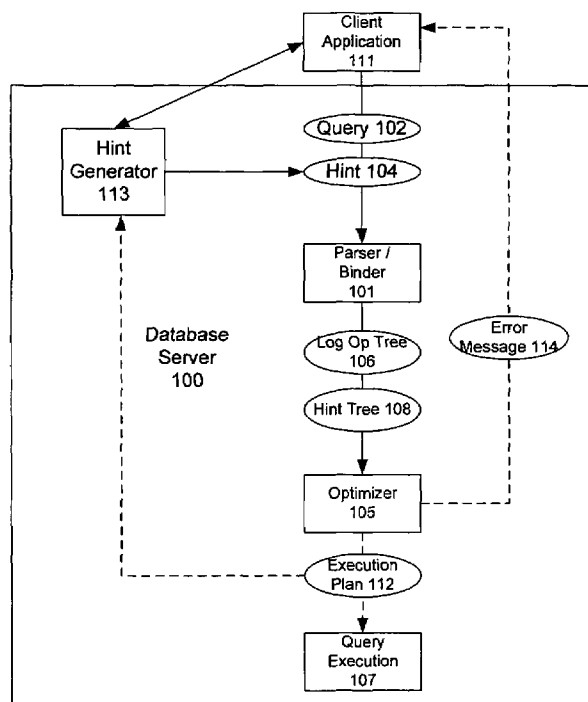 Client
Application
111
Query 102
Hint
Generator
113
Hint 104
Parser /
Binder
101
Database
Server
100
Log Op Tree
106
Error
Message 114
Hint Tree 108
Optimizer
105
Execution
Plan 112
Query
Execution
107